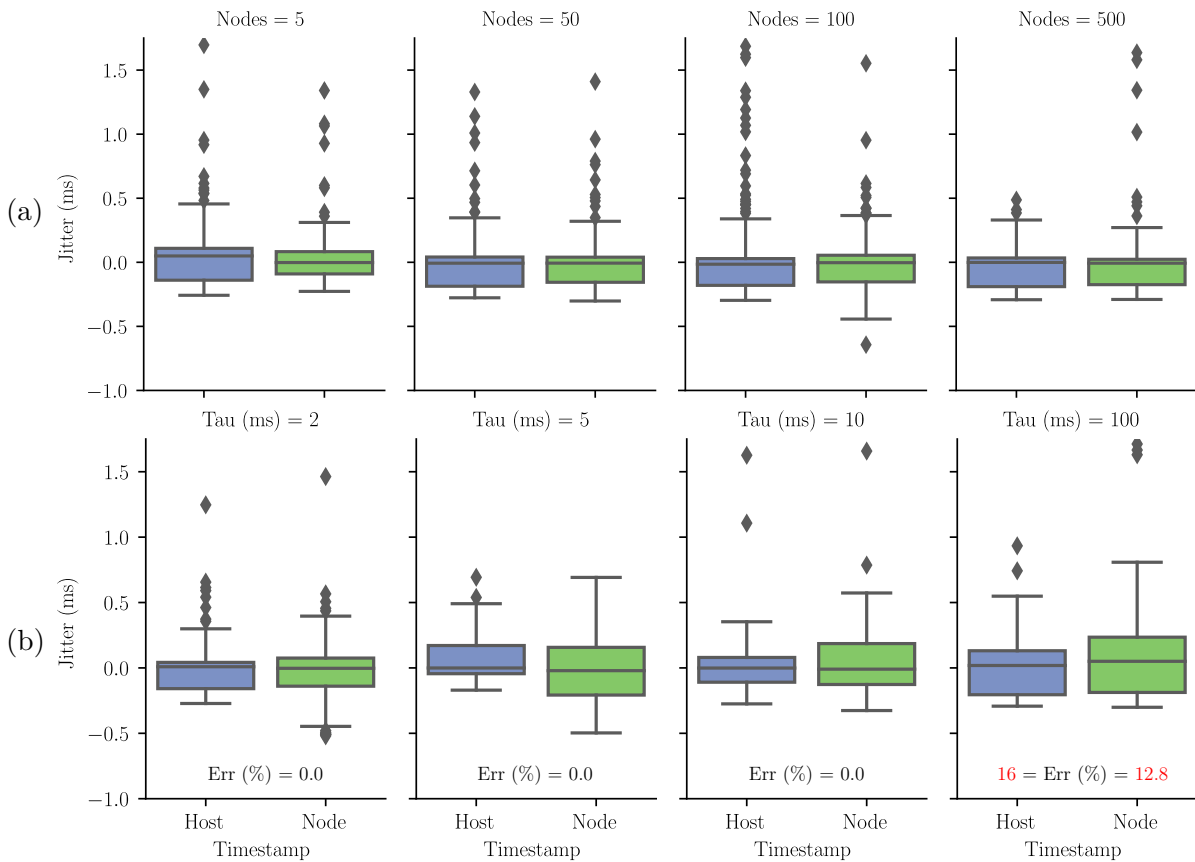 Nodes = 5
Nodes = 50
Nodes = 100
Nodes = 500
(a)
Jitter (ms)
1.5
1.0
0.5
0.0
−0.5
−1.0
Tau (ms) = 2
Tau (ms) = 5
Tau (ms) = 10
Tau (ms) = 100
(b)
Jitter (ms)
1.5
1.0
0.5
0.0
−0.5
−1.0
Err (%) = 0.0
Err (%) = 0.0
Err (%) = 0.0
16 = Err (%) = 12.8
Host Node
Host Node
Host Node
Host Node
Timestamp
Timestamp
Timestamp
Timestamp